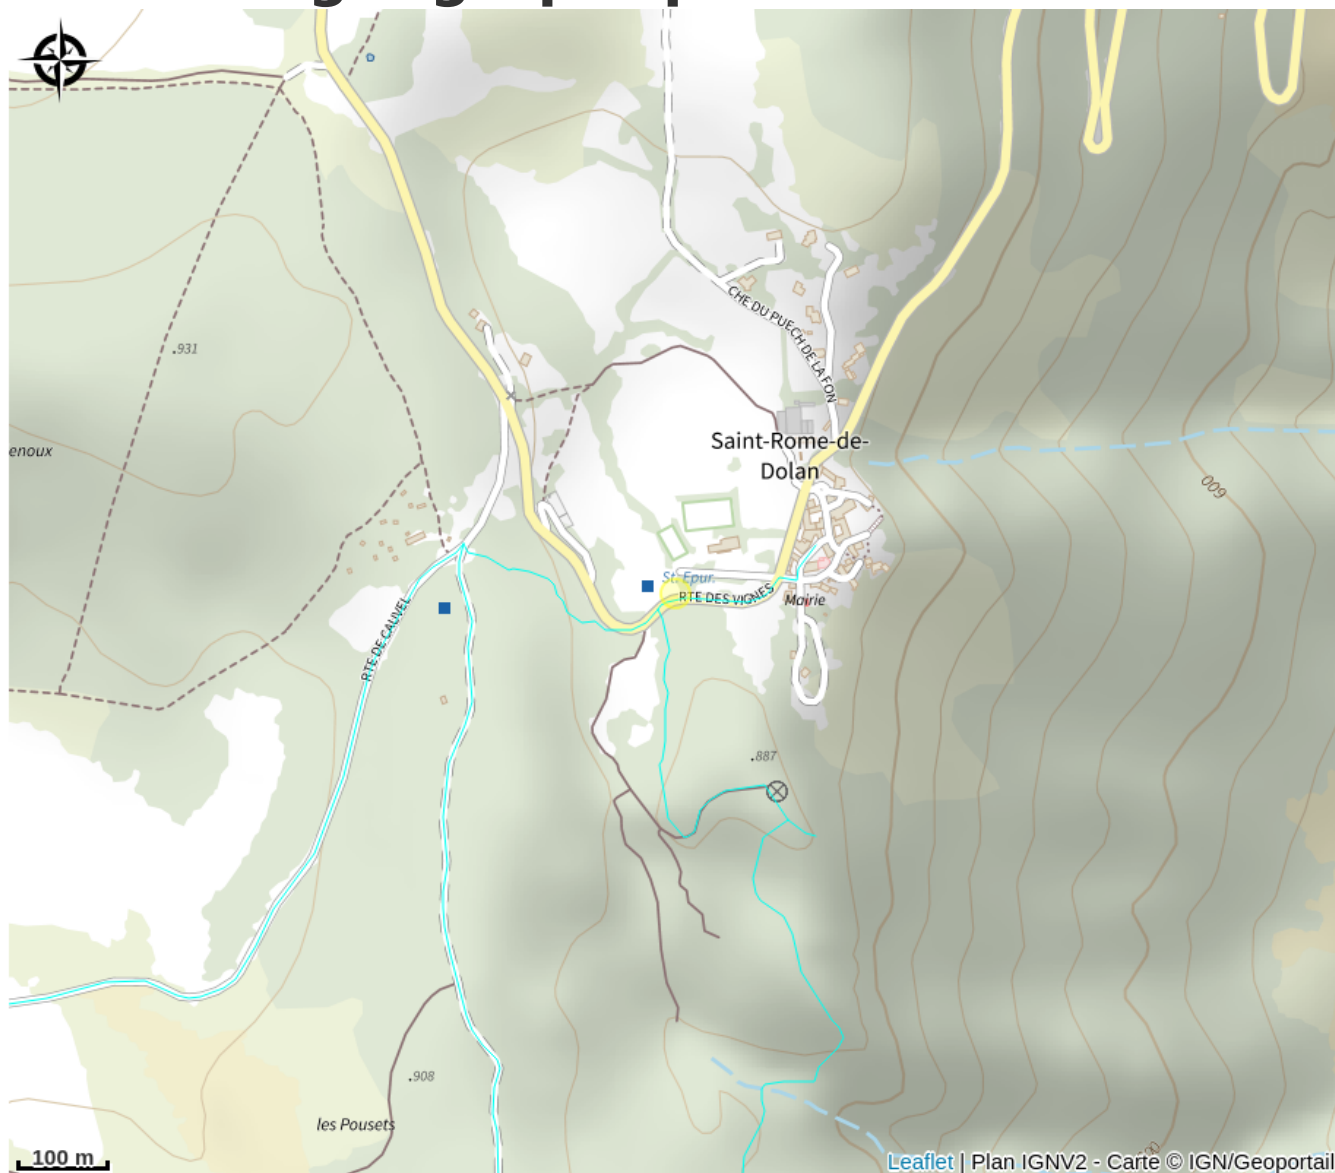 CHE DU PUECH DE LA FON
.931
Saint-Rome-de-
Dolan
enoux
600
St. Epur.
RTE DES VIGNES
Mairie
RTE DE CAUVEL
.887
.908
les Pousets
100 m
Leaflet | Plan IGNV2 - Carte © IGN/Geoportail